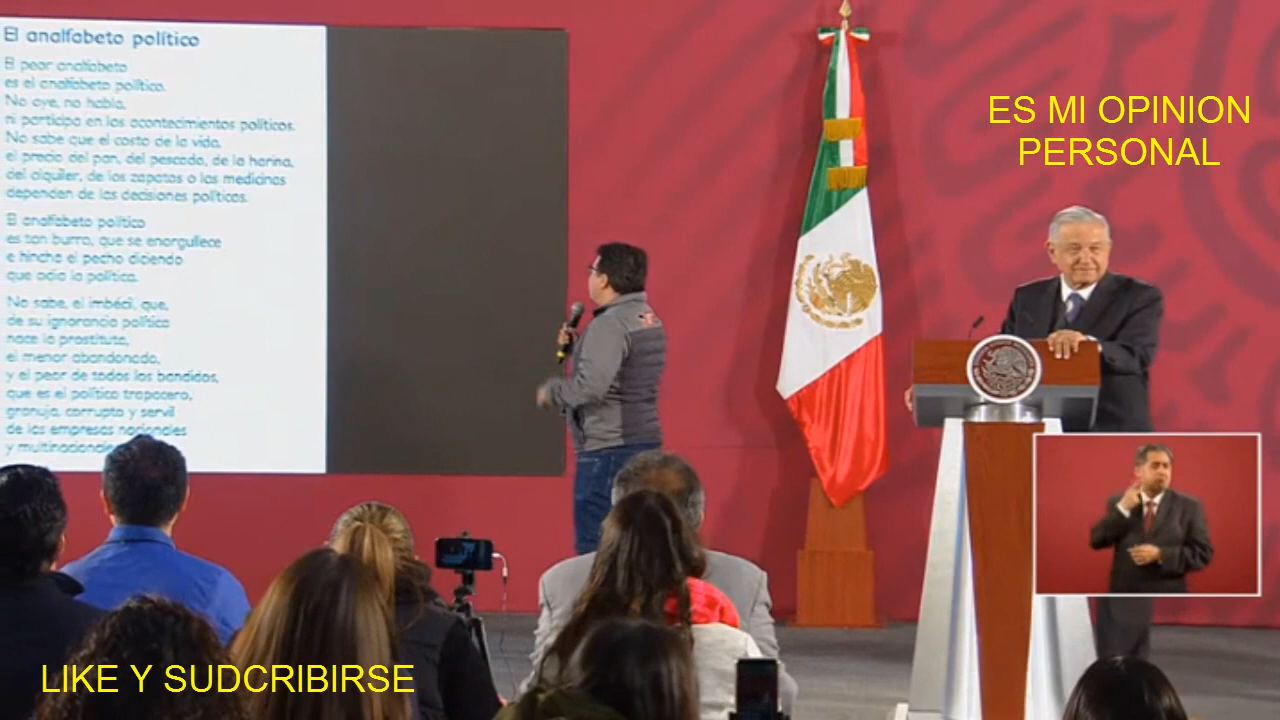 El analfabeto político
El peor analfabeto
es el analfabeto político.
No oye, no habla,
ni participa en los acontecimientos políticos.
No sabe que el costo de la vida,
el precio del pan, del pescado, de la harina,
del alquiler, de los zapatos o las medicinas
dependen de las decisiones políticas.
El analfabeto político
es tan burro, que se enorgullece
e hincha el pecho diciendo
que odia la política.
No sabe, el imbécil, que,
de su ignorancia política
nace la prostituta,
el menor abandonado,
y el peor de todos los bandidos,
que es el político trapacero,
granuja, corrupto y servil
de las empresas nacionales
y multinacionale
ES MI OPINION
PERSONAL
LIKE Y SUDCRIBIRSE